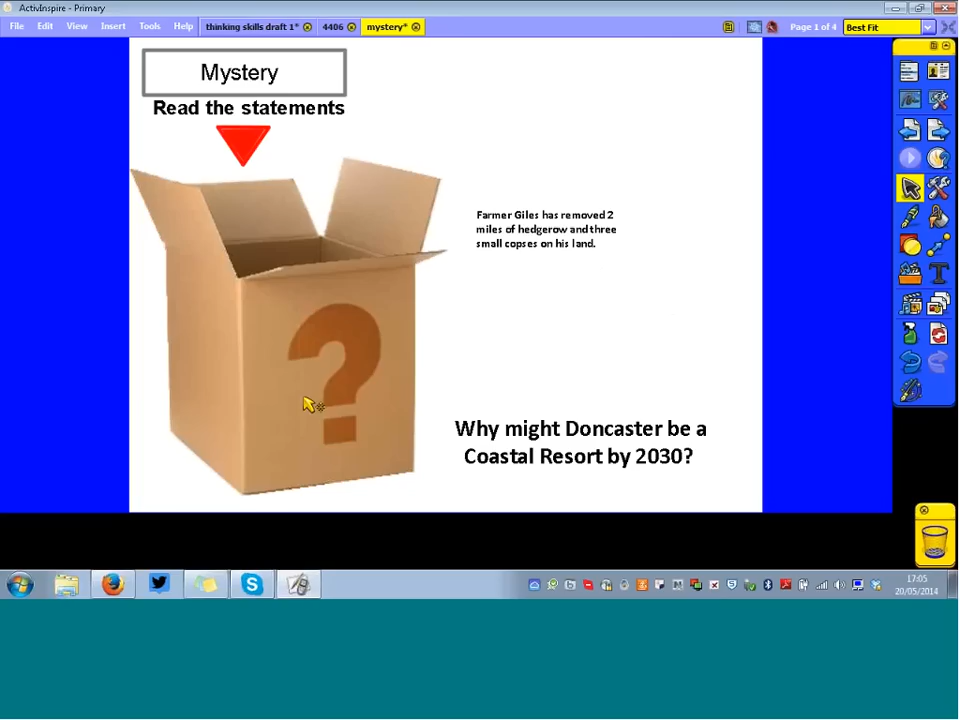 ActivInspire - Primary
File Edit View Insert Tools Help thinking skills draft 1* 4406 mystery* Page 1 of 4 Best Fit
Mystery
Read the statements
Farmer Giles has removed 2
miles of hedgerow and three
small copses on his land.
?
Why might Doncaster be a
Coastal Resort by 2030?
17:05
20/05/2014